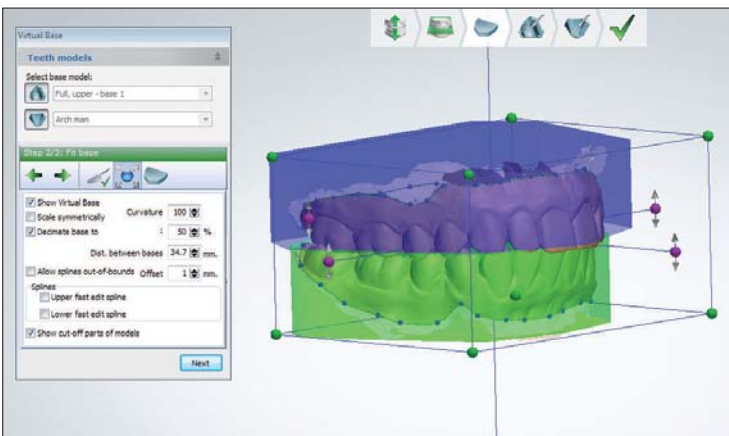 Virtual Base
Teeth models
Select base model:
Full, upper - base 1
Arch man
Step 2/3: Fit base
Show Virtual Base
Scale symmetrically
Curvature 100
Decimate base to : 50 %
Dist. between bases 34.7 mm.
Allow splines out-of-bounds Offset 1 mm.
Splines
Upper fast edit spline
Lower fast edit spline
Show cut-off parts of models
Next